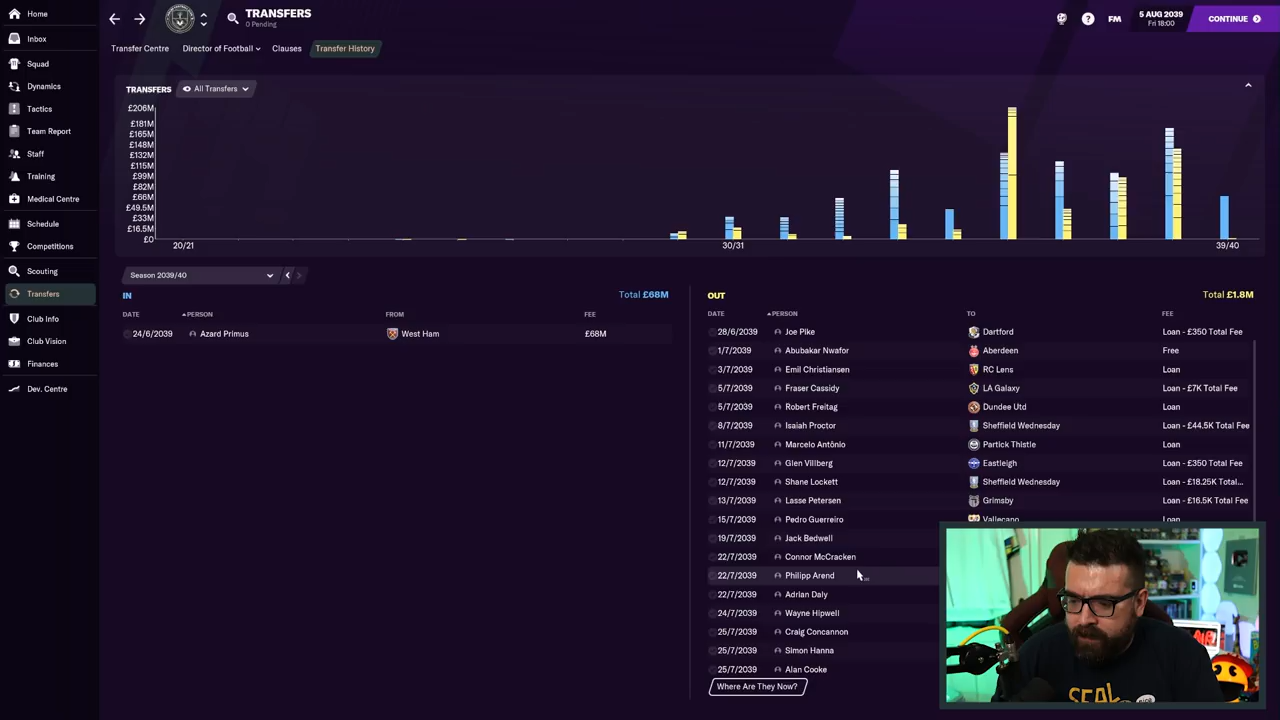 Home
Inbox
Squad
Dynamics
Tactics
Team Report
Staff
Training
Medical Centre
Schedule
Competitions
Scouting
Transfers
Club Info
Club Vision
Finances
Dev. Centre
TRANSFERS
0 Pending
FM
5 AUG 2039
Fri 18:00
CONTINUE
Transfer Centre
Director of Football
Clauses
Transfer History
TRANSFERS
All Transfers
£206M
£181M
£165M
£148M
£132M
£115M
£99M
£82M
£66M
£49.5M
£33M
£16.5M
£0
20/21
30/31
39/40
Season 2039/40
IN
Total £68M
DATE PERSON FROM FEE
24/6/2039 Azard Primus West Ham £68M
OUT
Total £1.8M
DATE PERSON TO FEE
28/6/2039 Joe Pike Dartford Loan - £350 Total Fee
1/7/2039 Abubakar Nwafor Aberdeen Free
3/7/2039 Emil Christiansen RC Lens Loan
5/7/2039 Fraser Cassidy LA Galaxy Loan - £7K Total Fee
5/7/2039 Robert Freitag Dundee Utd Loan
8/7/2039 Isaiah Proctor Sheffield Wednesday Loan - £44.5K Total Fee
11/7/2039 Marcelo Antônio Partick Thistle Loan
12/7/2039 Glen Villberg Eastleigh Loan - £350 Total Fee
12/7/2039 Shane Lockett Sheffield Wednesday Loan - £18.25K Total...
13/7/2039 Lasse Petersen Grimsby Loan - £16.5K Total Fee
15/7/2039 Pedro Guerreiro Vallecano Loan
19/7/2039 Jack Bedwell
22/7/2039 Connor McCracken
22/7/2039 Philipp Arend
22/7/2039 Adrian Daly
24/7/2039 Wayne Hipwell
25/7/2039 Craig Concannon
25/7/2039 Simon Hanna
25/7/2039 Alan Cooke
Where Are They Now?